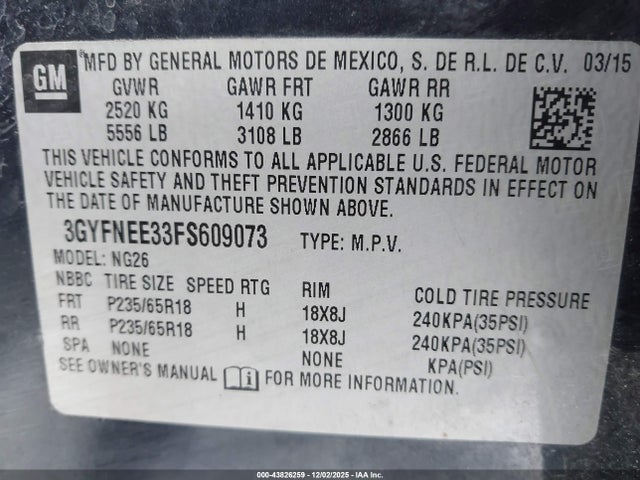 GM MFD BY GENERAL MOTORS DE MEXICO, S. DE R.L. DE C.V. 03/15
GVWR GAWR FRT GAWR RR
2520 KG 1410 KG 1300 KG
5556 LB 3108 LB 2866 LB
THIS VEHICLE CONFORMS TO ALL APPLICABLE U.S. FEDERAL MOTOR
VEHICLE SAFETY AND THEFT PREVENTION STANDARDS IN EFFECT ON
THE DATE OF MANUFACTURE SHOWN ABOVE.
3GYFNEE33FS609073 TYPE: M.P.V.
MODEL: NG26
NBBC TIRE SIZE SPEED RTG RIM COLD TIRE PRESSURE
FRT P235/65R18 H 18X8J 240KPA(35PSI)
RR P235/65R18 H 18X8J 240KPA(35PSI)
SPA NONE NONE KPA(PSI)
SEE OWNER'S MANUAL FOR MORE INFORMATION.
000-43826259 - 12/02/2025 - IAA Inc.